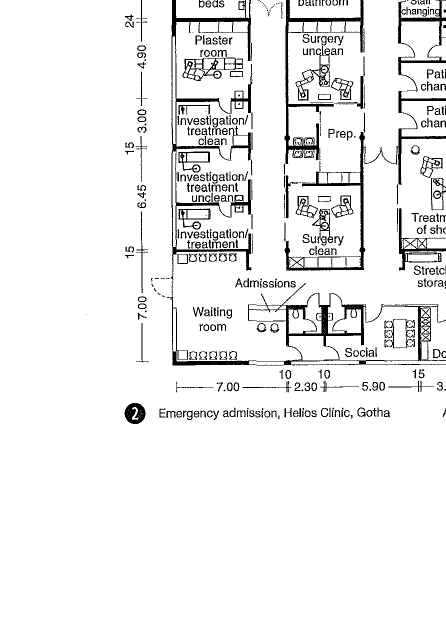 beds
bathroom
Staff
changing
24
Plaster
room
Surgery
unclean
4.90
Pati
chan
Investigation/
treatment
clean
3.00
Prep.
Pati
chan
15
Investigation/
treatment
unclean
6.45
Treatm
of sho
Investigation/
treatment
Surgery
clean
15
Stretc
storag
Admissions
7.00
Waiting
room
Social
Do
10
10
15
7.00
2.30
5.90
3.
2 Emergency admission, Helios Clinic, Gotha